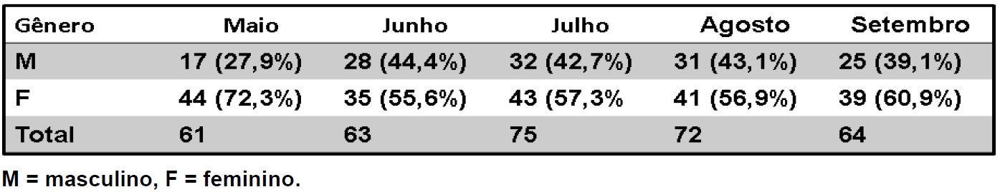 Gênero Maio Junho Julho Agosto Setembro
M 17 (27,9%) 28 (44,4%) 32 (42,7%) 31 (43,1%) 25 (39,1%)
F 44 (72,3%) 35 (55,6%) 43 (57,3% 41 (56,9%) 39 (60,9%)
Total 61 63 75 72 64
M = masculino, F = feminino.